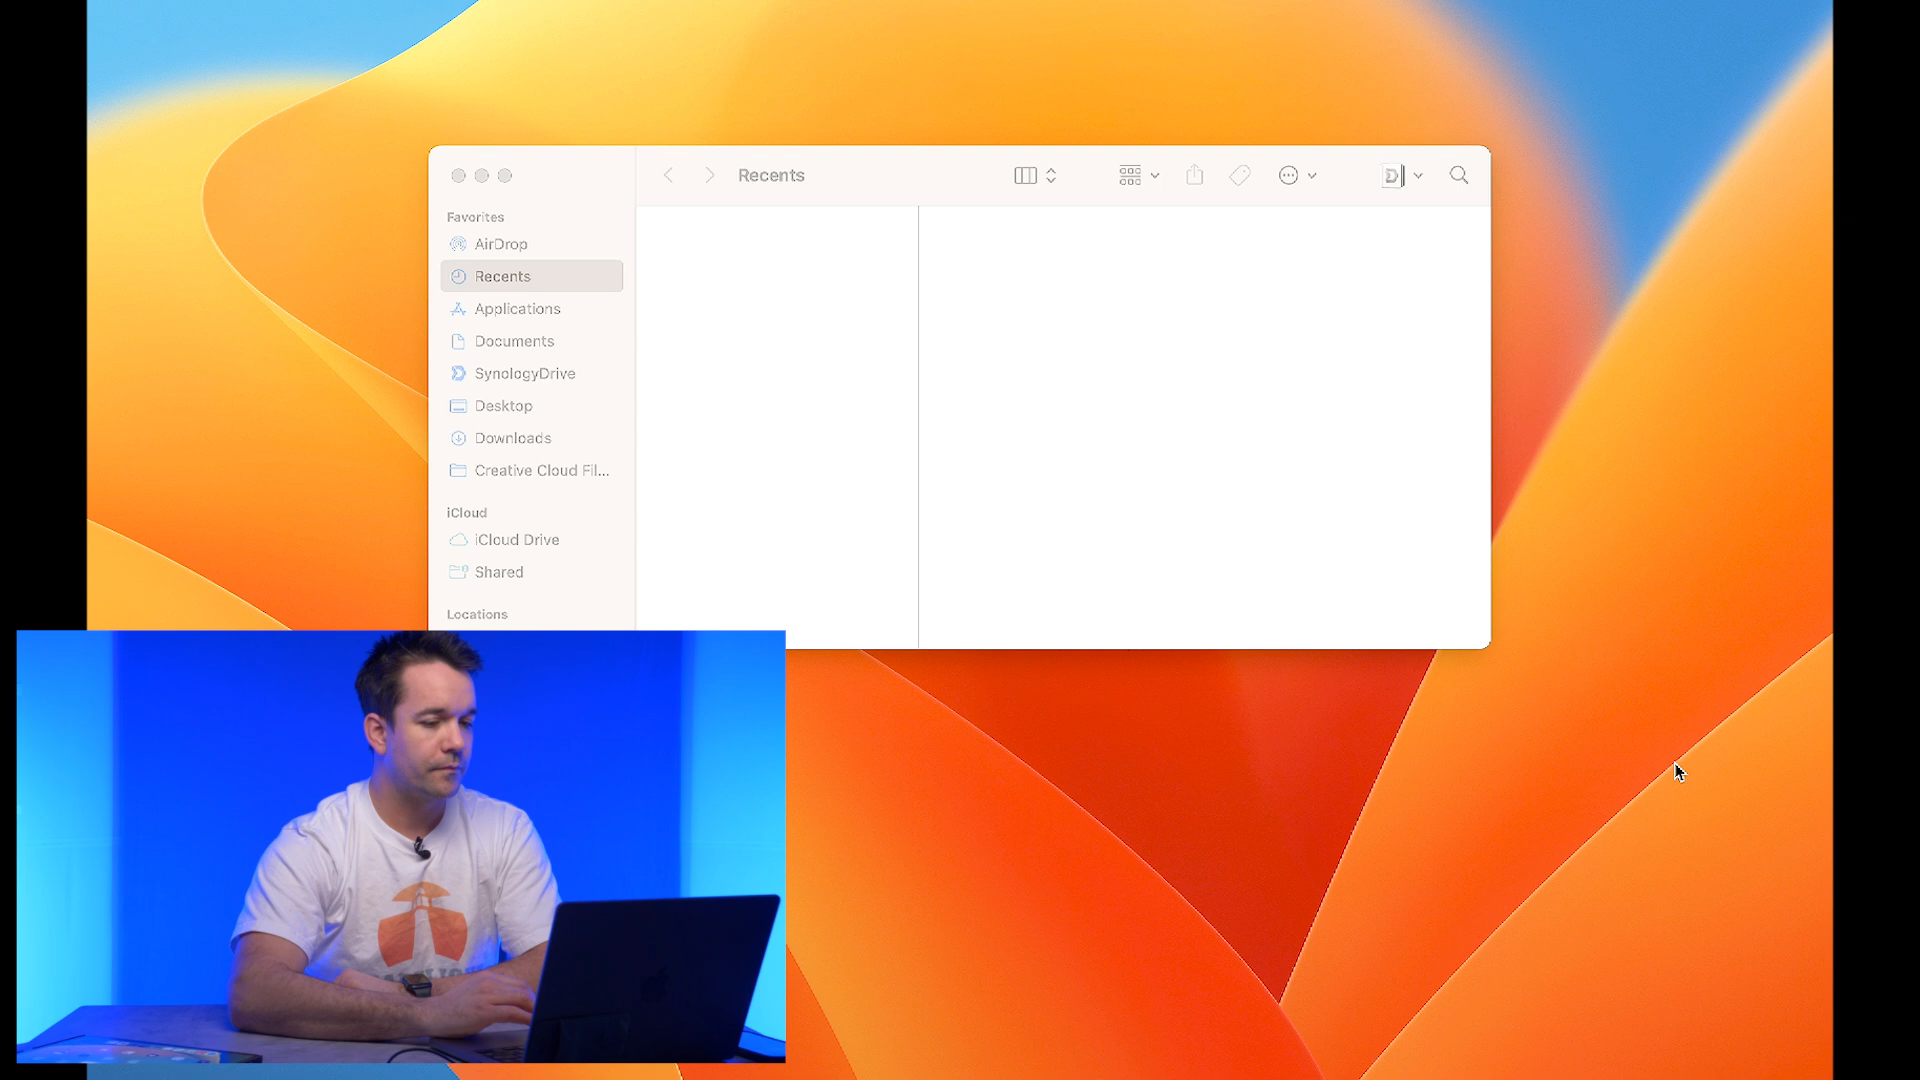 Recents
Favorites
AirDrop
Recents
Applications
Documents
SynologyDrive
Desktop
Downloads
Creative Cloud Fil...
iCloud
iCloud Drive
Shared
Locations